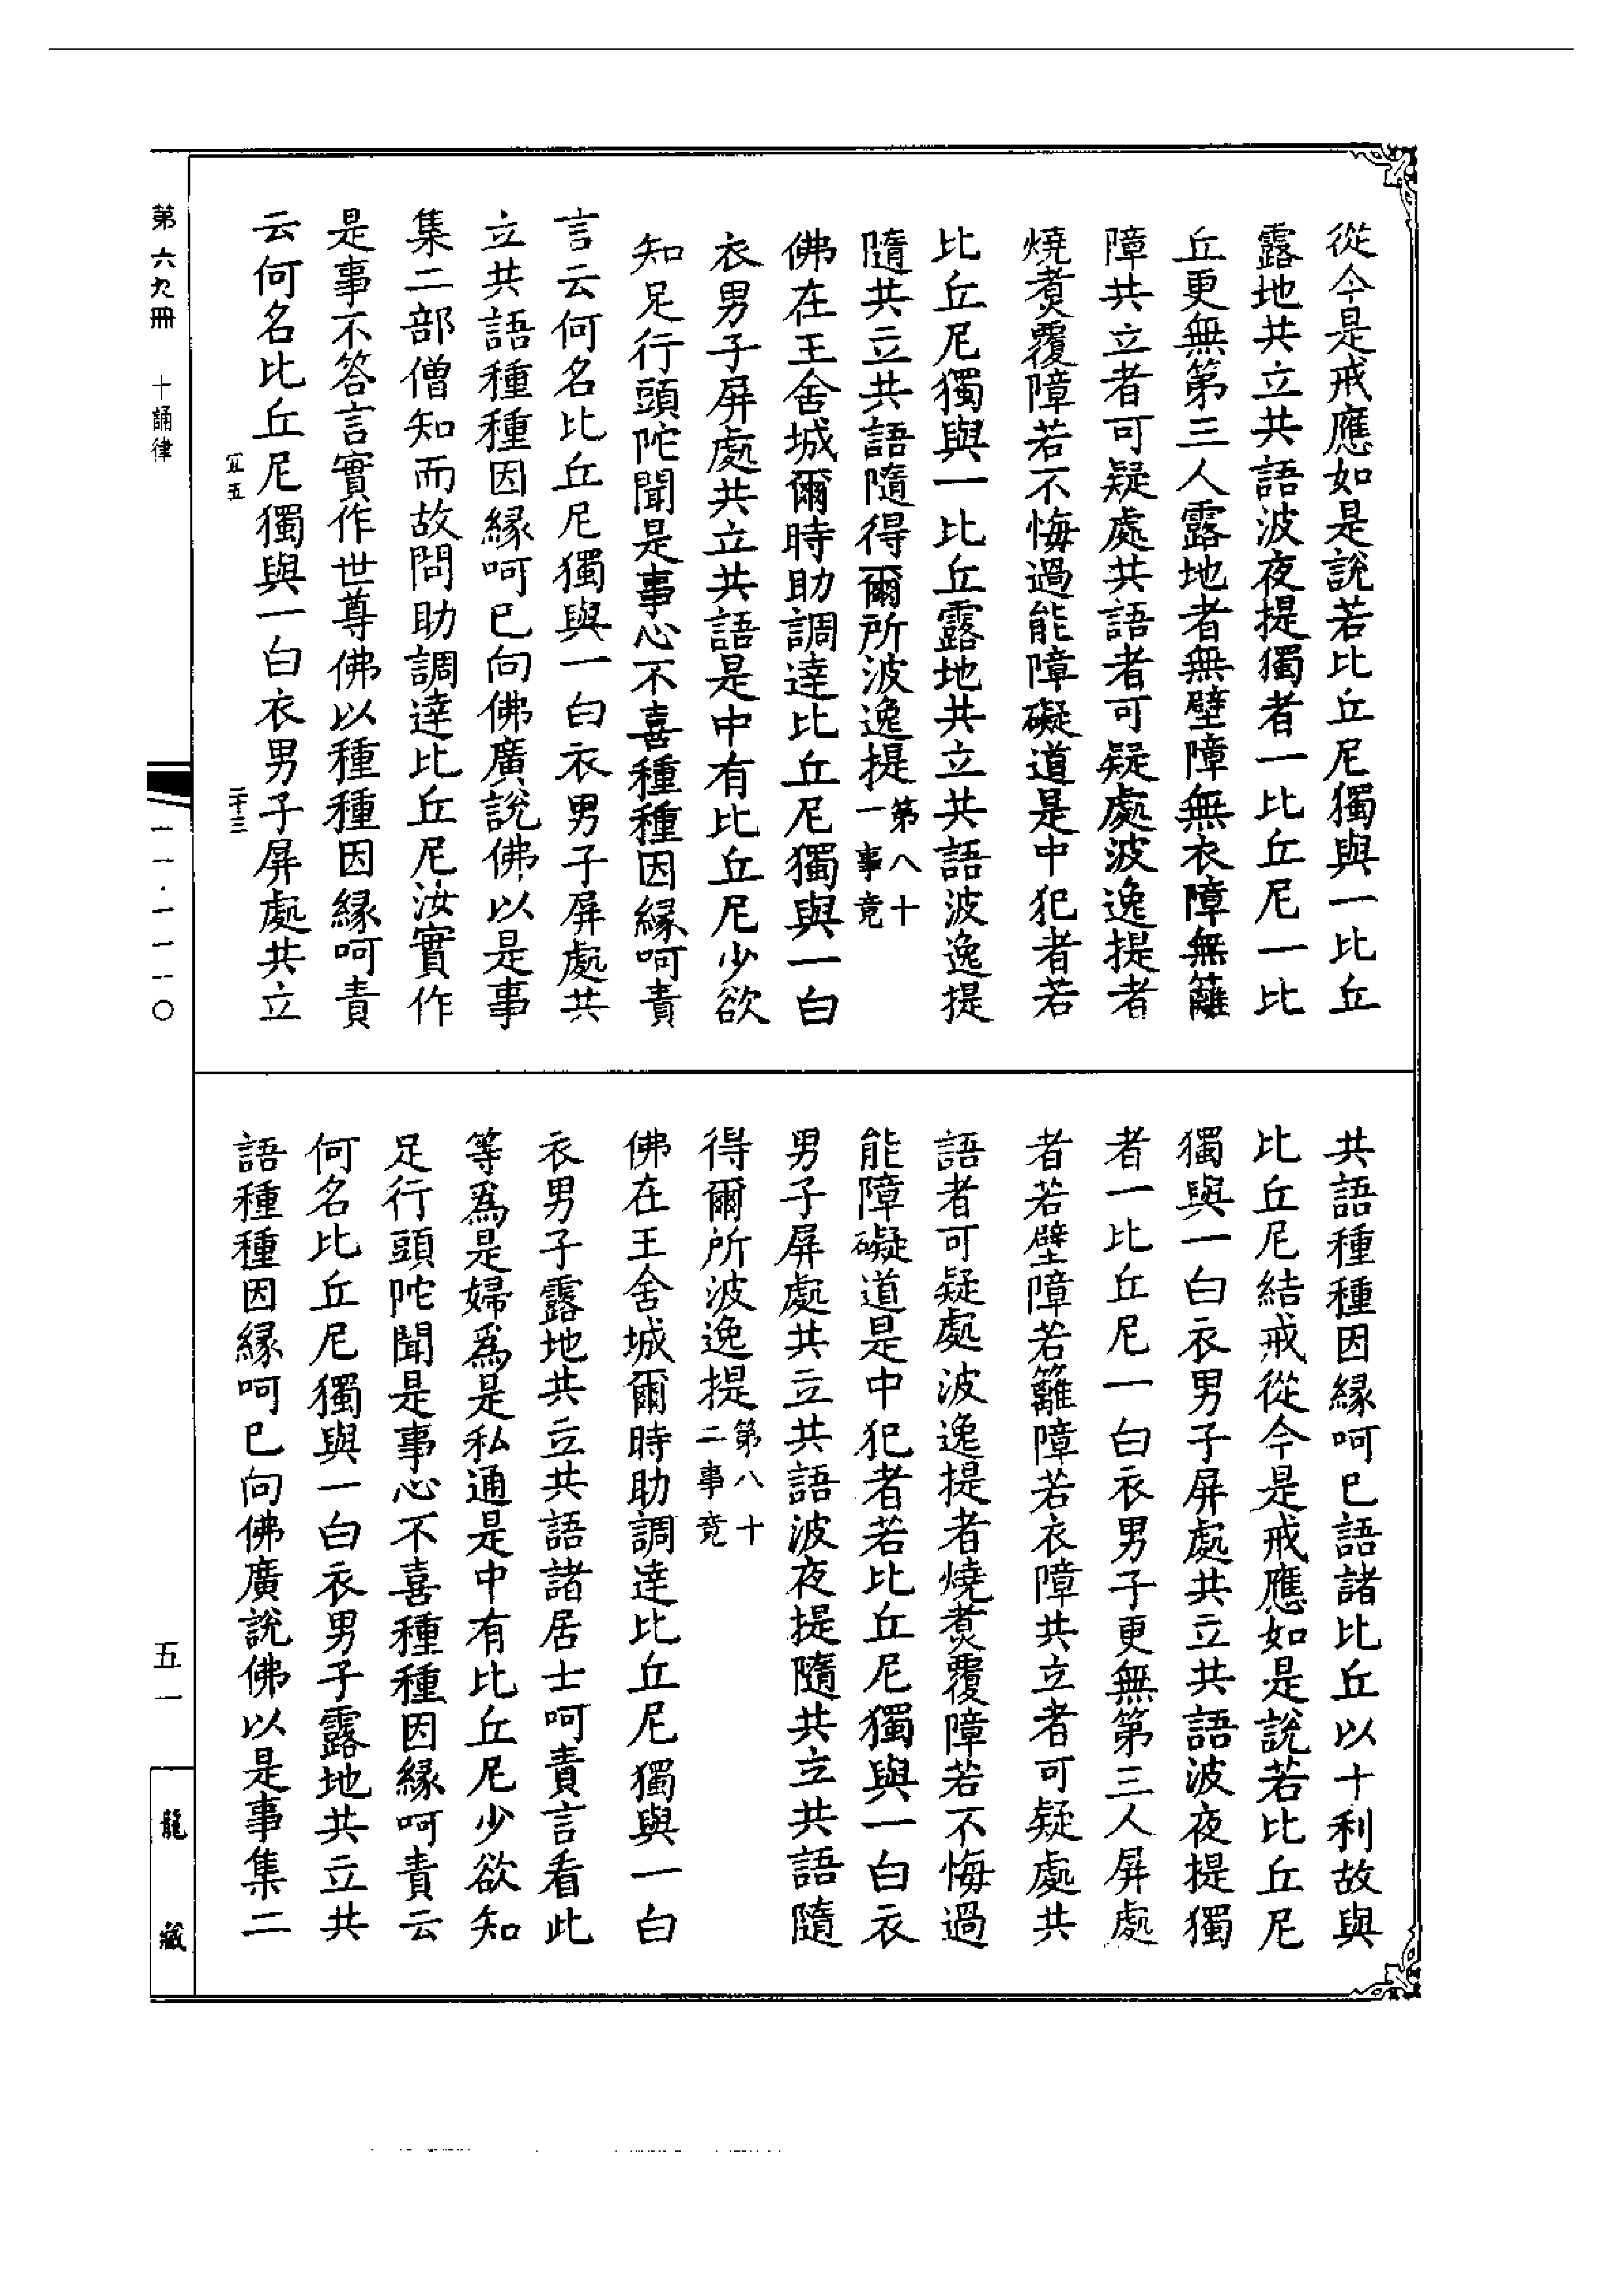 從今是戒應如是說若比丘尼獨與一比丘
露地共立共語波夜提獨者一比丘尼一比
丘更無第三人露地者無壁障無衣障無籬
障共立者可疑處共語者可疑處波逸提者
燒煑覆障若不悔過能障礙道是中犯者若
比丘尼獨與一比丘露地共立共語波逸提
隨共立共語隨得爾所波逸提第八十一事竟
佛在王舍城爾時助調達比丘尼獨與一白
衣男子屏處共立共語是中有比丘尼少欲
知足行頭陀聞是事心不喜種種因緣呵責
言云何名比丘尼獨與一白衣男子屏處共
立共語種種因緣呵已向佛廣說佛以是事
集二部僧知而故問助調達比丘尼汝實作
是事不答言實作世尊佛以種種因緣呵責
云何名比丘尼獨與一白衣男子屏處共立
共語種種因緣呵已語諸比丘以十利故與
比丘尼結戒從今是戒應如是說若比丘尼
獨與一白衣男子屏處共立共語波夜提獨
者一比丘尼一白衣男子更無第三人屏處
者若壁障若籬障若衣障共立者可疑處共
語者可疑處波逸提者燒煑覆障若不悔過
能障礙道是中犯者若比丘尼獨與一白衣
男子屏處共立共語波夜提隨共立共語隨
得爾所波逸提第八十二事竟
佛在王舍城爾時助調達比丘尼獨與一白
衣男子露地共立共語諸居士呵責言看此
等爲是婦爲是私通是中有比丘尼少欲知
足行頭陀聞是事心不喜種種因緣呵責云
何名比丘尼獨與一白衣男子露地共立共
語種種因緣呵已向佛廣說佛以是事集二
第六九冊 十誦律
一一·一一一〇
五一
龍藏